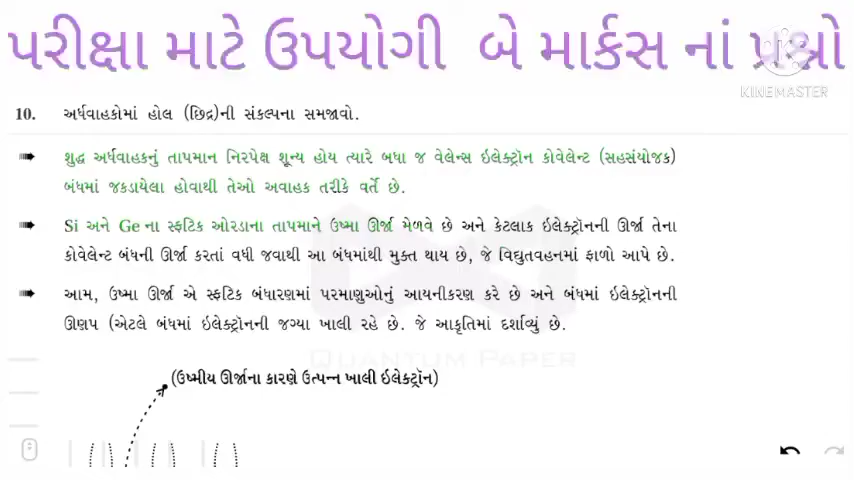 પરીક્ષા માટે ઉપયોગી બે માર્કસ નાં પ્રશ્નો
KINEMASTER
10. અર્ધવાહકોમાં હોલ (છિદ્ર)ની સંકલ્પના સમજાવો.
➠ શુદ્ધ અર્ધવાહકનું તાપમાન નિરપેક્ષ શૂન્ય હોય ત્યારે બધા જ વેલેન્સ ઇલેક્ટ્રૉન કોવેલેન્ટ (સહસંયોજક)
બંધમાં જકડાયેલા હોવાથી તેઓ અવાહક તરીકે વર્તે છે.
➠ Si અને Ge ના સ્ફટિક ઓરડાના તાપમાને ઉષ્મા ઊર્જા મેળવે છે અને કેટલાક ઇલેક્ટ્રૉનની ઊર્જા તેના
કોવેલેન્ટ બંધની ઊર્જા કરતાં વધી જવાથી આ બંધમાંથી મુક્ત થાય છે, જે વિદ્યુતવહનમાં ફાળો આપે છે.
➠ આમ, ઉષ્મા ઊર્જા એ સ્ફટિક બંધારણમાં પરમાણુઓનું આયનીકરણ કરે છે અને બંધમાં ઇલેક્ટ્રૉનની
ઊણપ (એટલે બંધમાં ઇલેક્ટ્રૉનની જગ્યા ખાલી રહે છે. જે આકૃતિમાં દર્શાવ્યું છે.
QUANTUM PAPER
(ઉષ્મીય ઊર્જાના કારણે ઉત્પન્ન ખાલી ઇલેક્ટ્રૉન)